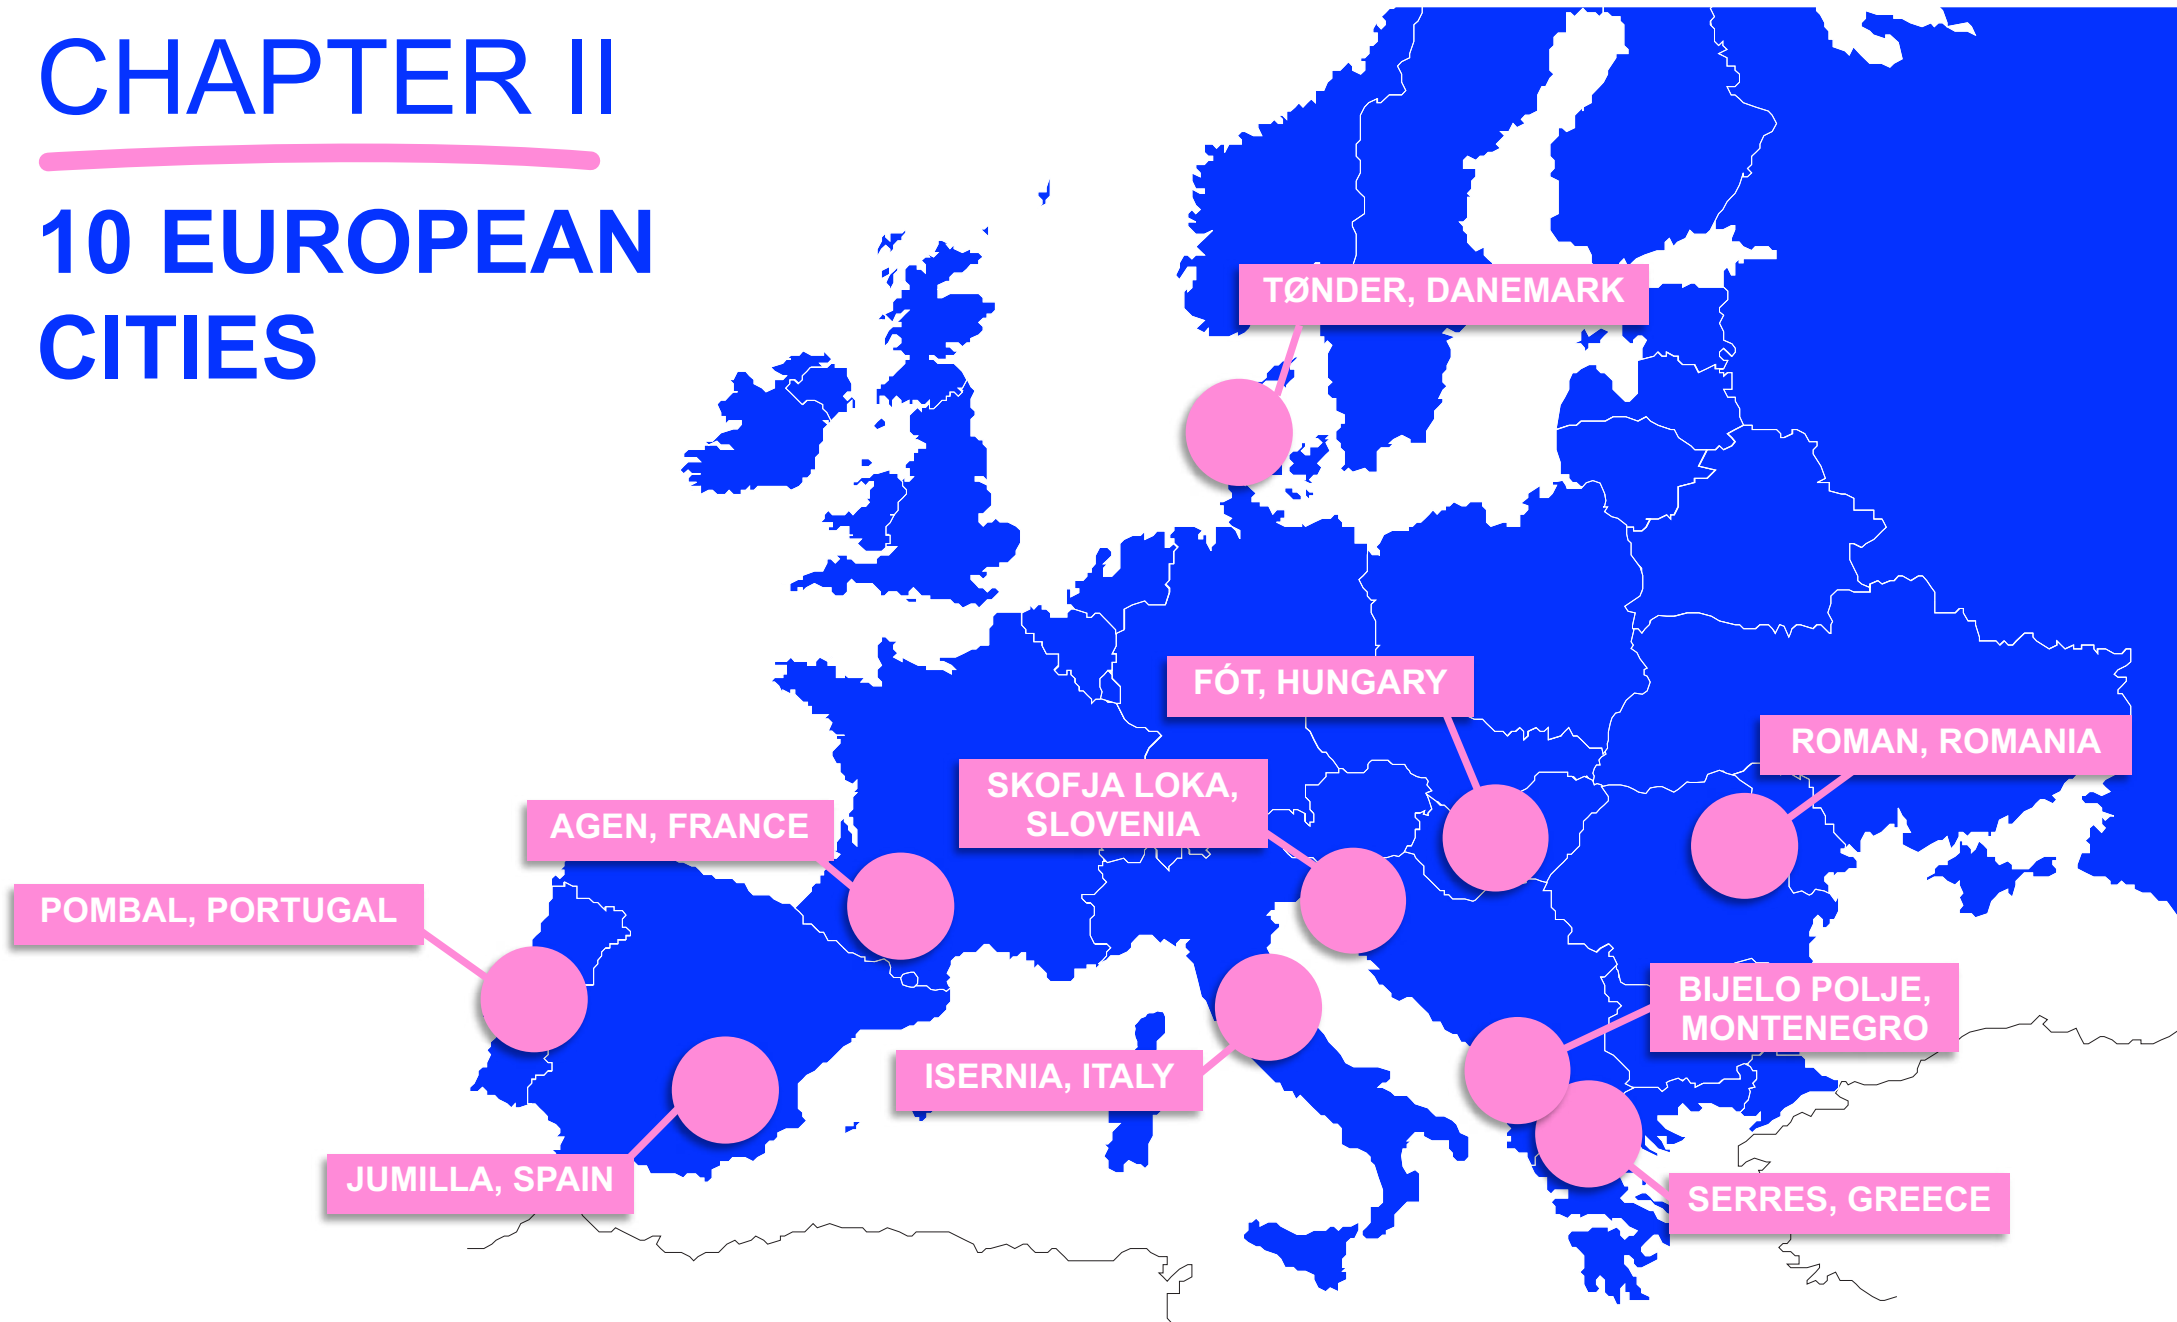 CHAPTER II
10 EUROPEAN
CITIES
TØNDER, DANEMARK
FÓT, HUNGARY
ROMAN, ROMANIA
SKOFJA LOKA,
SLOVENIA
AGEN, FRANCE
POMBAL, PORTUGAL
BIJELO POLJE,
MONTENEGRO
ISERNIA, ITALY
JUMILLA, SPAIN
SERRES, GREECE